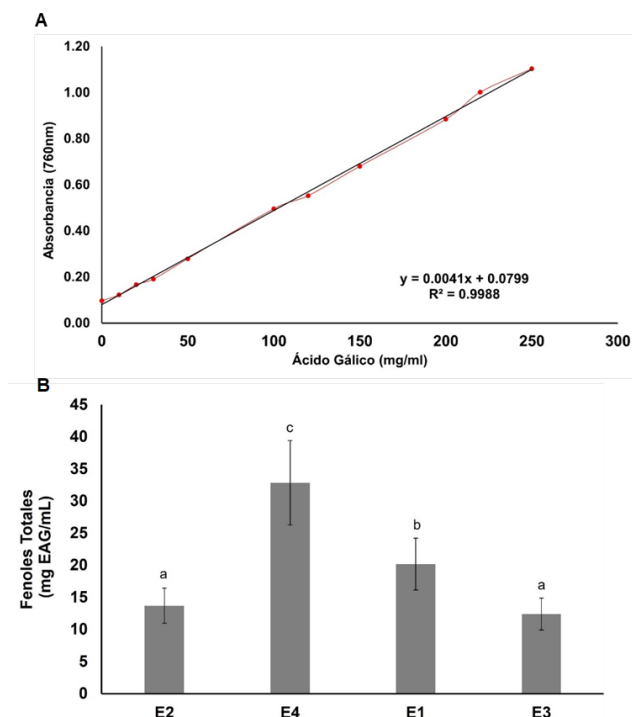 A
1.20
1.00
0.80
0.60
0.40
0.20
0.00
Absorbancia (760nm)
y = 0.0041x + 0.0799
R² = 0.9988
0 50 100 150 200 250 300
Ácido Gálico (mg/ml)
B
45
40
35
30
25
20
15
10
5
0
Fenoles Totales
(mg EAG/mL)
a
c
b
a
E2 E4 E1 E3